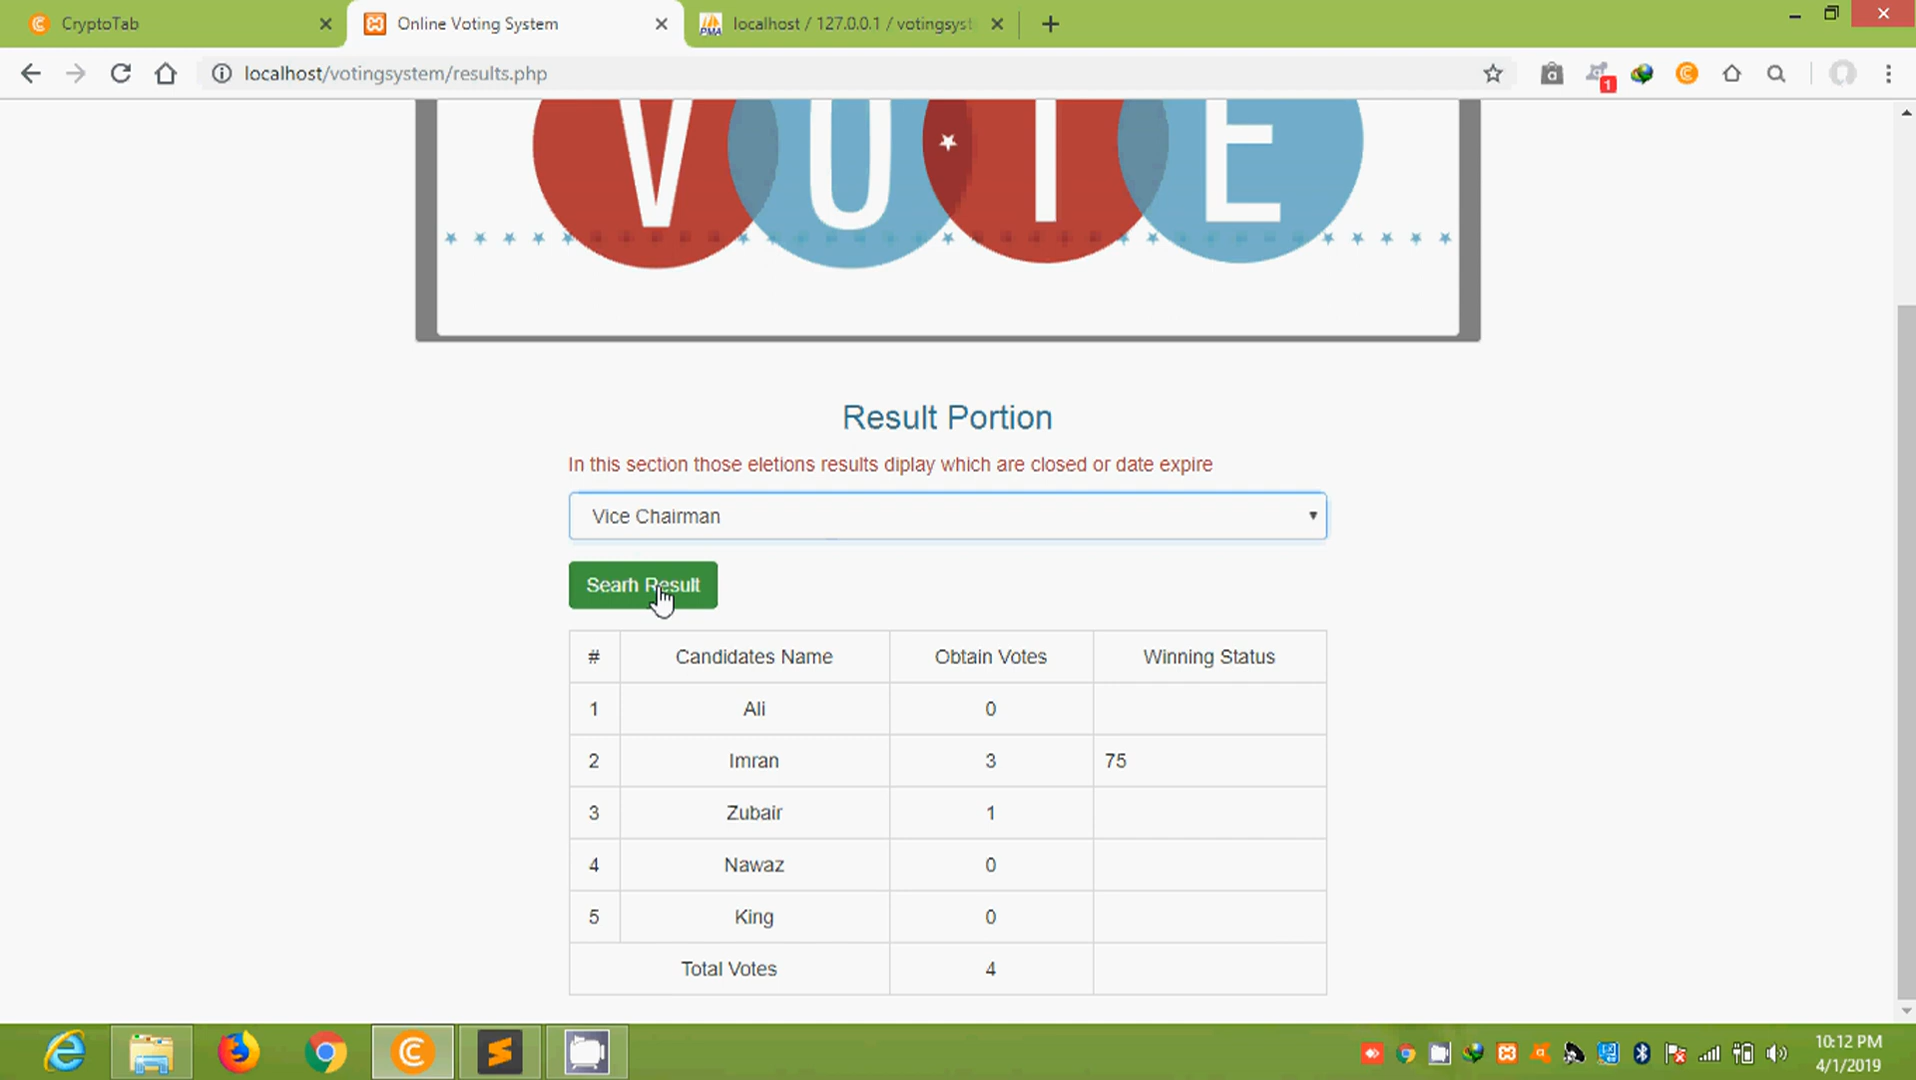 CryptoTab
Online Voting System
localhost / 127.0.0.1 / votingsyst
localhost/votingsystem/results.php
1
VOTE
Result Portion
In this section those eletions results diplay which are closed or date expire
Vice Chairman
Searh Result
# Candidates Name Obtain Votes Winning Status
1 Ali 0
2 Imran 3 75
3 Zubair 1
4 Nawaz 0
5 King 0
Total Votes 4
10:12 PM
4/1/2019